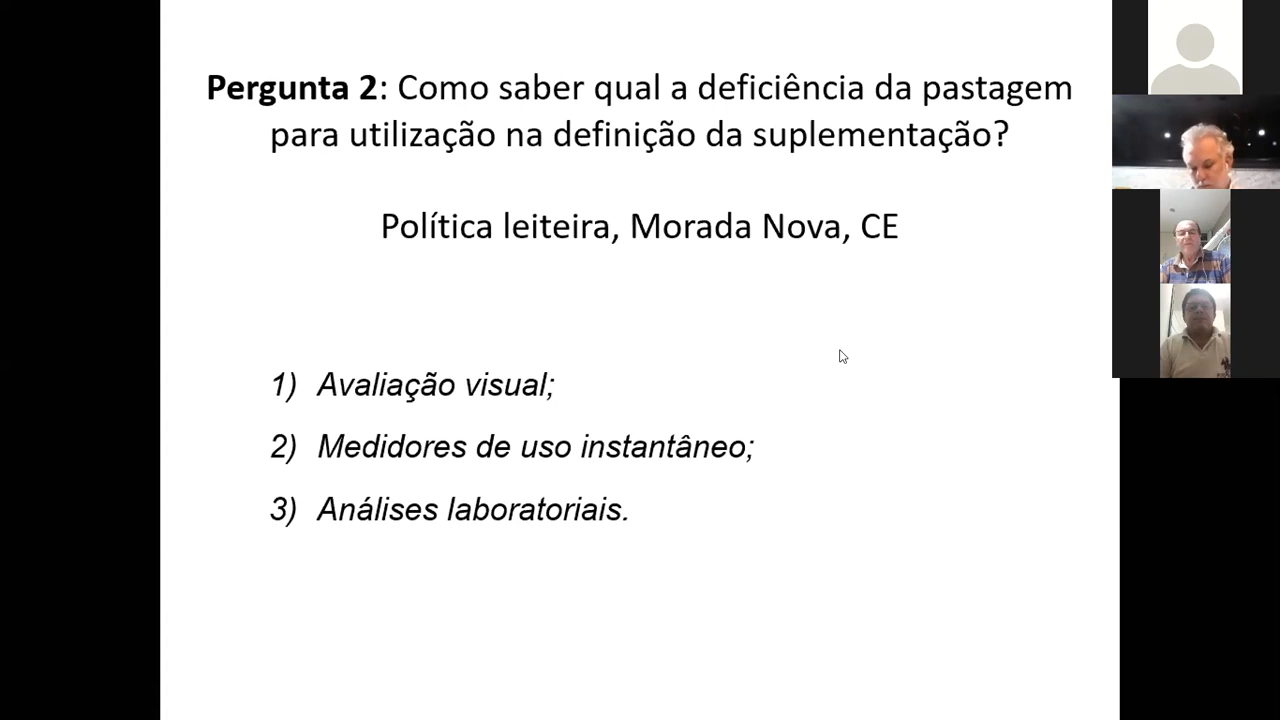 Pergunta 2: Como saber qual a deficiência da pastagem
para utilização na definição da suplementação?
Política leiteira, Morada Nova, CE
1) Avaliação visual;
2) Medidores de uso instantâneo;
3) Análises laboratoriais.